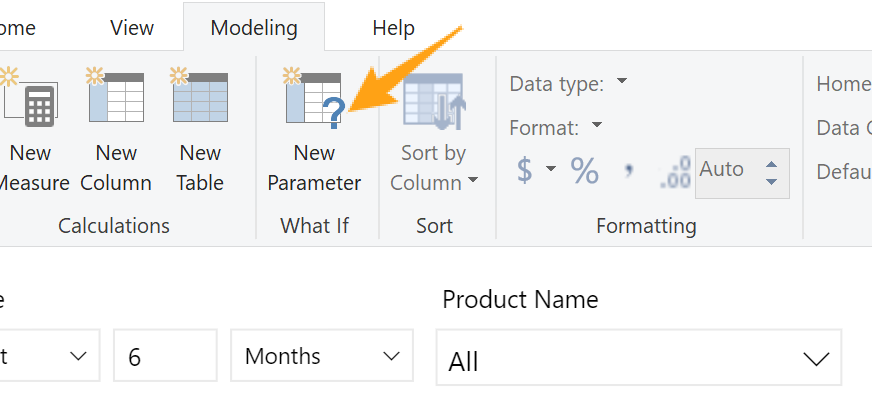 ome View Modeling Help
New New New New Sort by Data type: Home
Measure Column Table Parameter Column Format: Data C
$ % , .0 .00 Auto Defau
Calculations What If Sort Formatting
e Product Name
t 6 Months All